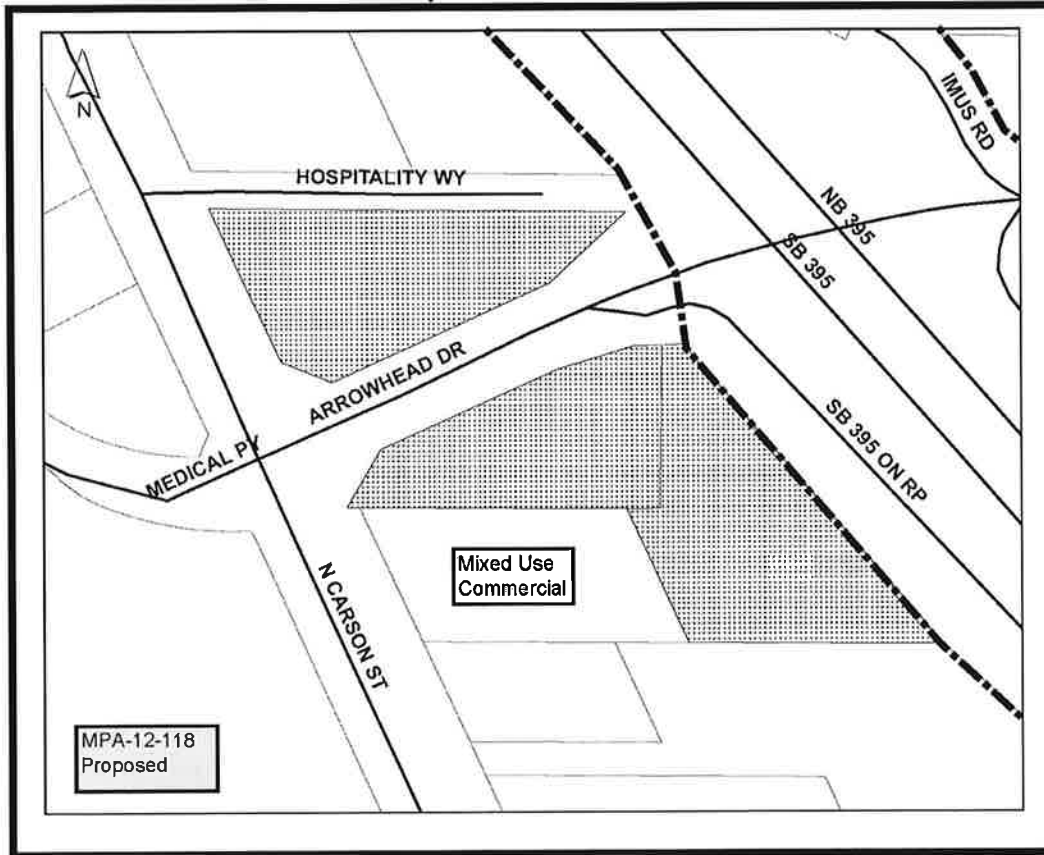 IMUS RD
N
HOSPITALITY WY
NB 395
SB 395
ARROWHEAD DR
SB 395 ON RP
MEDICAL PY
Mixed Use
Commercial
N CARSON ST
MPA-12-118
Proposed